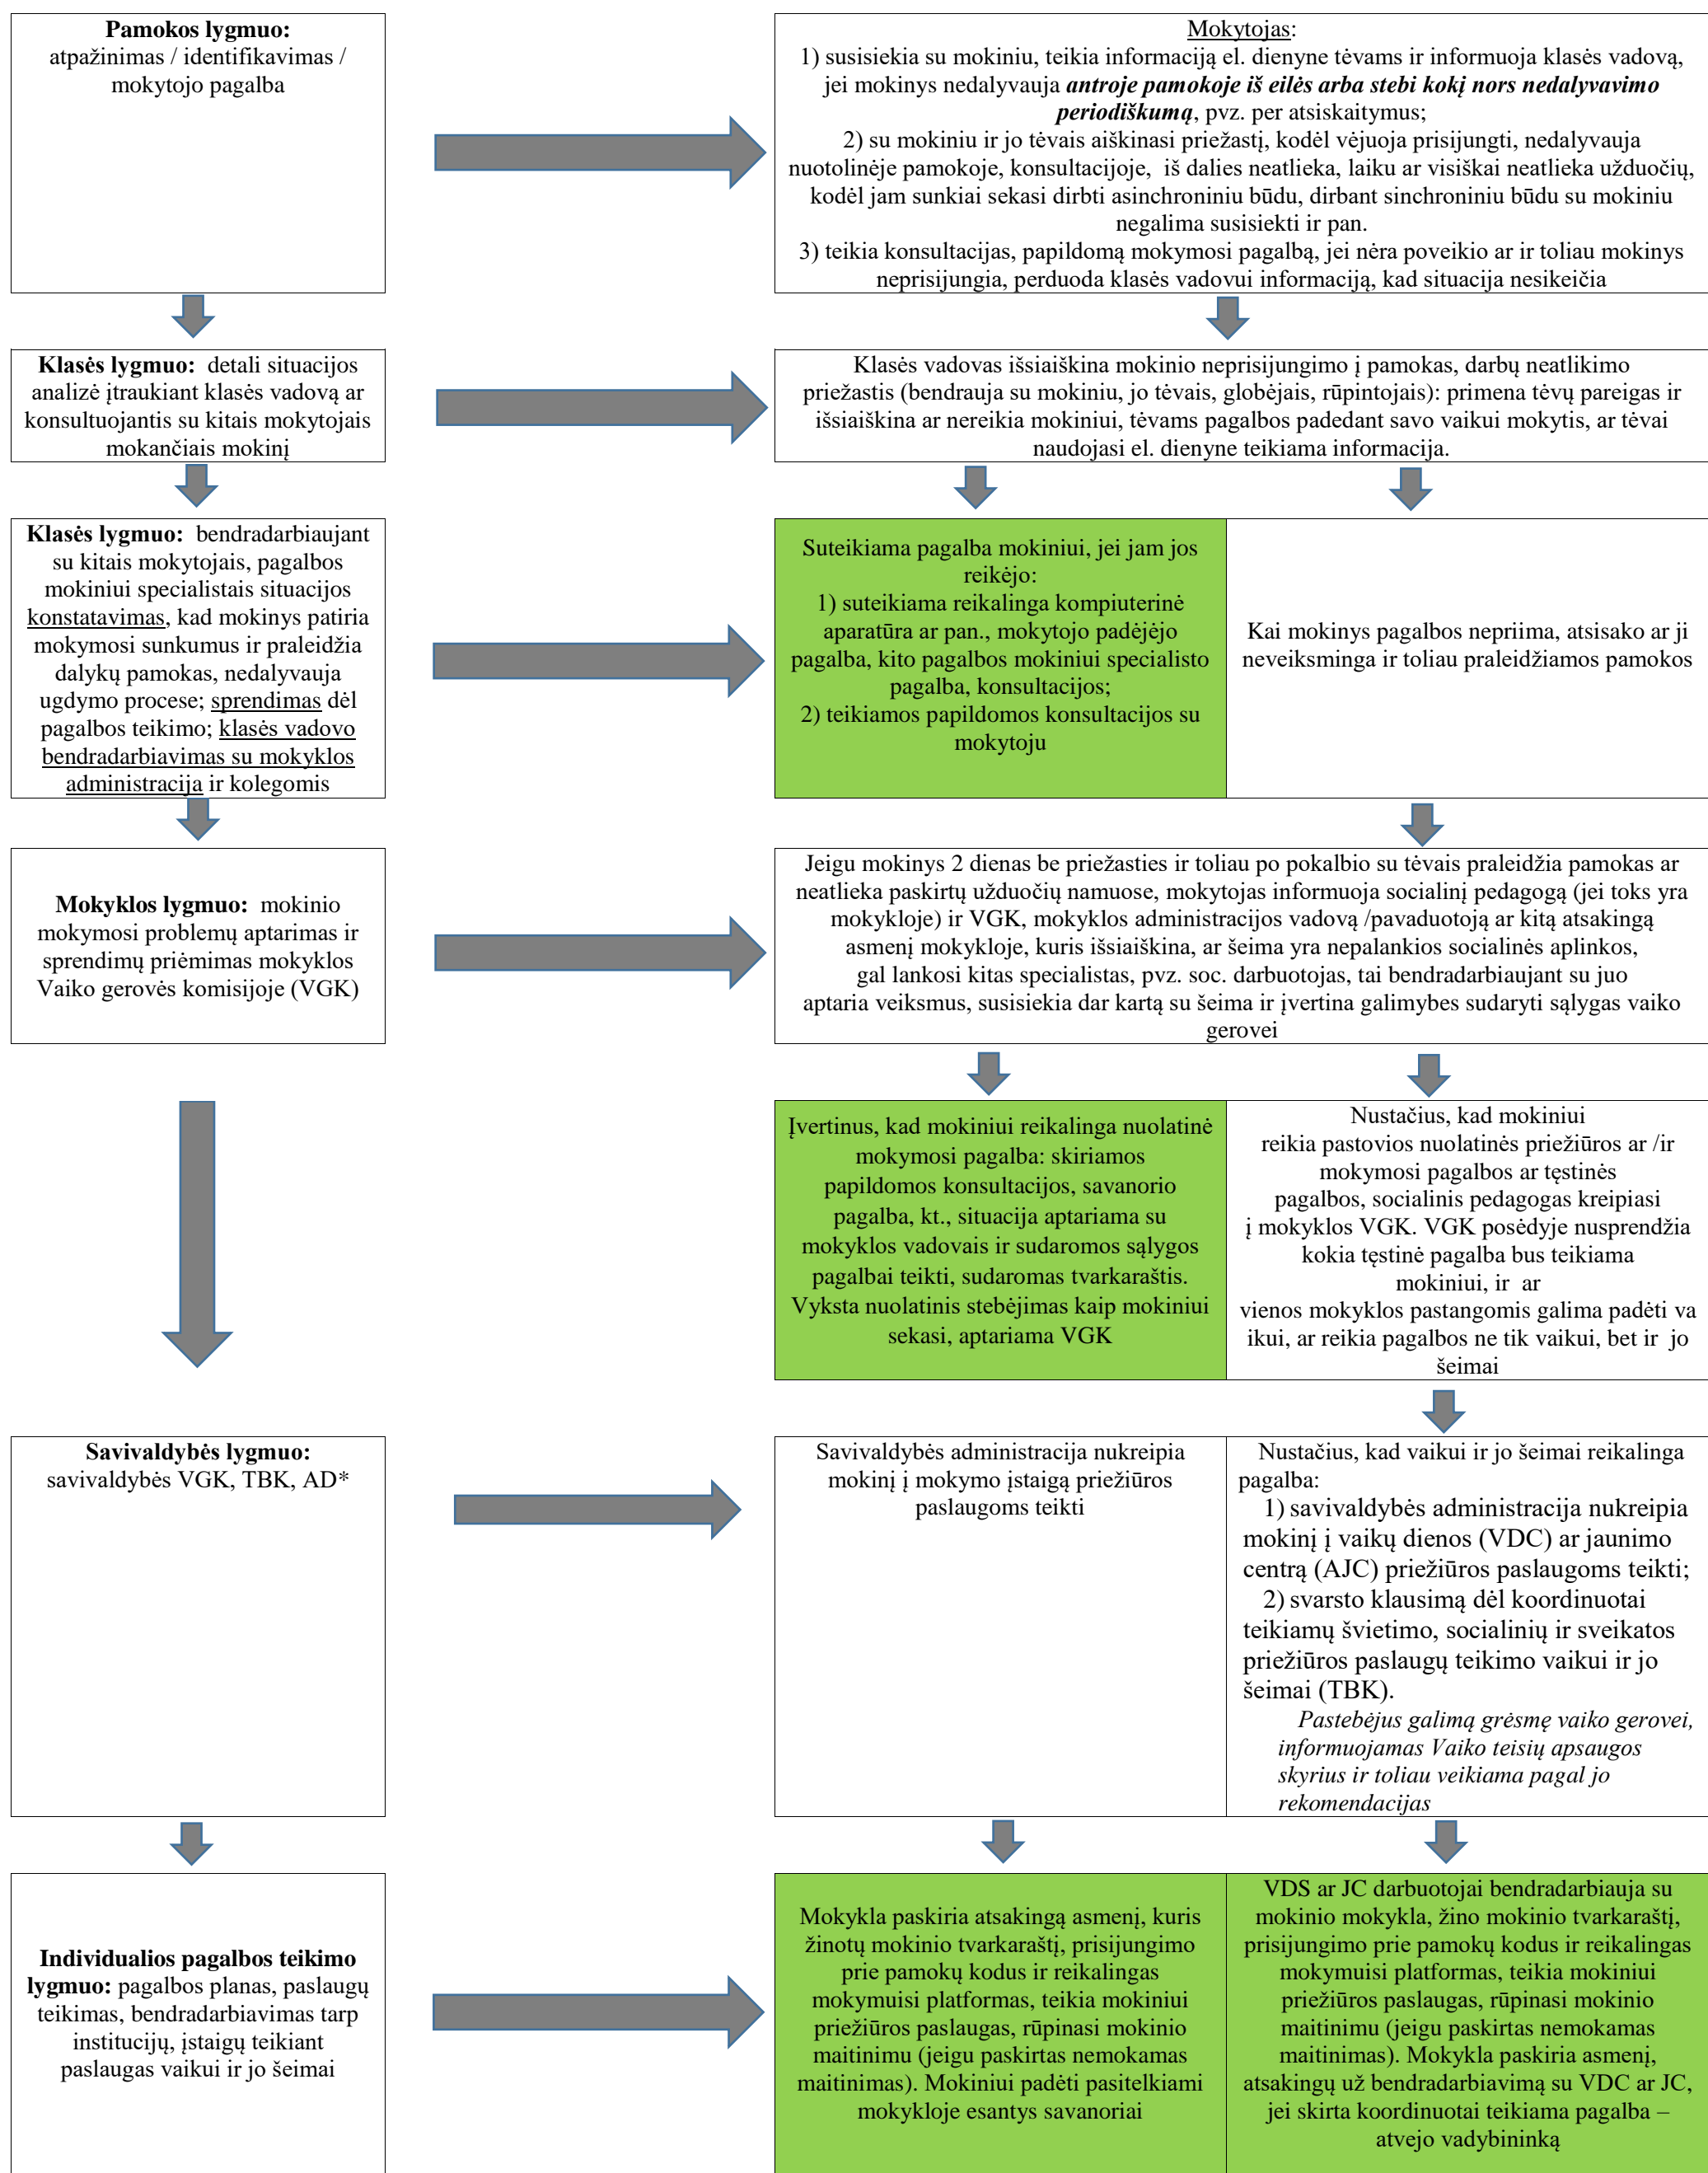 Pamokos lygmuo:
atpažinimas / identifikavimas /
mokytojo pagalba
Mokytojas:
1) susisiekia su mokiniu, teikia informaciją el. dienyne tėvams ir informuoja klasės vadovą,
jei mokinys nedalyvauja antroje pamokoje iš eilės arba stebi kokį nors nedalyvavimo
periodiškumą, pvz. per atsiskaitymus;
2) su mokiniu ir jo tėvais aiškinasi priežastį, kodėl vėjuoja prisijungti, nedalyvauja
nuotolinėje pamokoje, konsultacijoje, iš dalies neatlieka, laiku ar visiškai neatlieka užduočių,
kodėl jam sunkiai sekasi dirbti asinchroniniu būdu, dirbant sinchroniniu būdu su mokiniu
negalima susisiekti ir pan.
3) teikia konsultacijas, papildomą mokymosi pagalbą, jei nėra poveikio ar ir toliau mokinys
neprisijungia, perduoda klasės vadovui informaciją, kad situacija nesikeičia
Klasės lygmuo: detali situacijos
analizė įtraukiant klasės vadovą ar
konsultuojantis su kitais mokytojais
mokančiais mokinį
Klasės vadovas išsiaiškina mokinio neprisijungimo į pamokas, darbų neatlikimo
priežastis (bendrauja su mokiniu, jo tėvais, globėjais, rūpintojais): primena tėvų pareigas ir
išsiaiškina ar nereikia mokiniui, tėvams pagalbos padedant savo vaikui mokytis, ar tėvai
naudojasi el. dienyne teikiama informacija.
Klasės lygmuo: bendradarbiaujant
su kitais mokytojais, pagalbos
mokiniui specialistais situacijos
konstatavimas, kad mokinys patiria
mokymosi sunkumus ir praleidžia
dalykų pamokas, nedalyvauja
ugdymo procese; sprendimas dėl
pagalbos teikimo; klasės vadovo
bendradarbiavimas su mokyklos
administracija ir kolegomis
Suteikiama pagalba mokiniui, jei jam jos
reikėjo:
1) suteikiama reikalinga kompiuterinė
aparatūra ar pan., mokytojo padėjėjo
pagalba, kito pagalbos mokiniui specialisto
pagalba, konsultacijos;
2) teikiamos papildomos konsultacijos su
mokytoju
Kai mokinys pagalbos nepriima, atsisako ar ji
neveiksminga ir toliau praleidžiamos pamokos
Mokyklos lygmuo: mokinio
mokymosi problemų aptarimas ir
sprendimų priėmimas mokyklos
Vaiko gerovės komisijoje (VGK)
Jeigu mokinys 2 dienas be priežasties ir toliau po pokalbio su tėvais praleidžia pamokas ar
neatlieka paskirtų užduočių namuose, mokytojas informuoja socialinį pedagogą (jei toks yra
mokykloje) ir VGK, mokyklos administracijos vadovą /pavaduotoją ar kitą atsakingą
asmenį mokykloje, kuris išsiaiškina, ar šeima yra nepalankios socialinės aplinkos,
gal lankosi kitas specialistas, pvz. soc. darbuotojas, tai bendradarbiaujant su juo
aptaria veiksmus, susisiekia dar kartą su šeima ir įvertina galimybes sudaryti sąlygas vaiko
gerovei
Įvertinus, kad mokiniui reikalinga nuolatinė
mokymosi pagalba: skiriamos
papildomos konsultacijos, savanorio
pagalba, kt., situacija aptariama su
mokyklos vadovais ir sudaromos sąlygos
pagalbai teikti, sudaromas tvarkaraštis.
Vyksta nuolatinis stebėjimas kaip mokiniui
sekasi, aptariama VGK
Nustačius, kad mokiniui
reikia pastovios nuolatinės priežiūros ar /ir
mokymosi pagalbos ar tęstinės
pagalbos, socialinis pedagogas kreipiasi
į mokyklos VGK. VGK posėdyje nusprendžia
kokia tęstinė pagalba bus teikiama
mokiniui, ir ar
vienos mokyklos pastangomis galima padėti va
ikui, ar reikia pagalbos ne tik vaikui, bet ir jo
šeimai
Savivaldybės lygmuo:
savivaldybės VGK, TBK, AD*
Savivaldybės administracija nukreipia
mokinį į mokymo įstaigą priežiūros
paslaugoms teikti
Nustačius, kad vaikui ir jo šeimai reikalinga
pagalba:
1) savivaldybės administracija nukreipia
mokinį į vaikų dienos (VDC) ar jaunimo
centrą (AJC) priežiūros paslaugoms teikti;
2) svarsto klausimą dėl koordinuotai
teikiamų švietimo, socialinių ir sveikatos
priežiūros paslaugų teikimo vaikui ir jo
šeimai (TBK).
Pastebėjus galimą grėsmę vaiko gerovei,
informuojamas Vaiko teisių apsaugos
skyrius ir toliau veikiama pagal jo
rekomendacijas
Individualios pagalbos teikimo
lygmuo: pagalbos planas, paslaugų
teikimas, bendradarbiavimas tarp
institucijų, įstaigų teikiant
paslaugas vaikui ir jo šeimai
Mokykla paskiria atsakingą asmenį, kuris
žinotų mokinio tvarkaraštį, prisijungimo
prie pamokų kodus ir reikalingas
mokymuisi platformas, teikia mokiniui
priežiūros paslaugas, rūpinasi mokinio
maitinimu (jeigu paskirtas nemokamas
maitinimas). Mokiniui padėti pasitelkiami
mokykloje esantys savanoriai
VDS ar JC darbuotojai bendradarbiauja su
mokinio mokykla, žino mokinio tvarkaraštį,
prisijungimo prie pamokų kodus ir reikalingas
mokymuisi platformas, teikia mokiniui
priežiūros paslaugas, rūpinasi mokinio
maitinimu (jeigu paskirtas nemokamas
maitinimas). Mokykla paskiria asmenį,
atsakingų už bendradarbiavimą su VDC ar JC,
jei skirta koordinuotai teikiama pagalba –
atvejo vadybininką